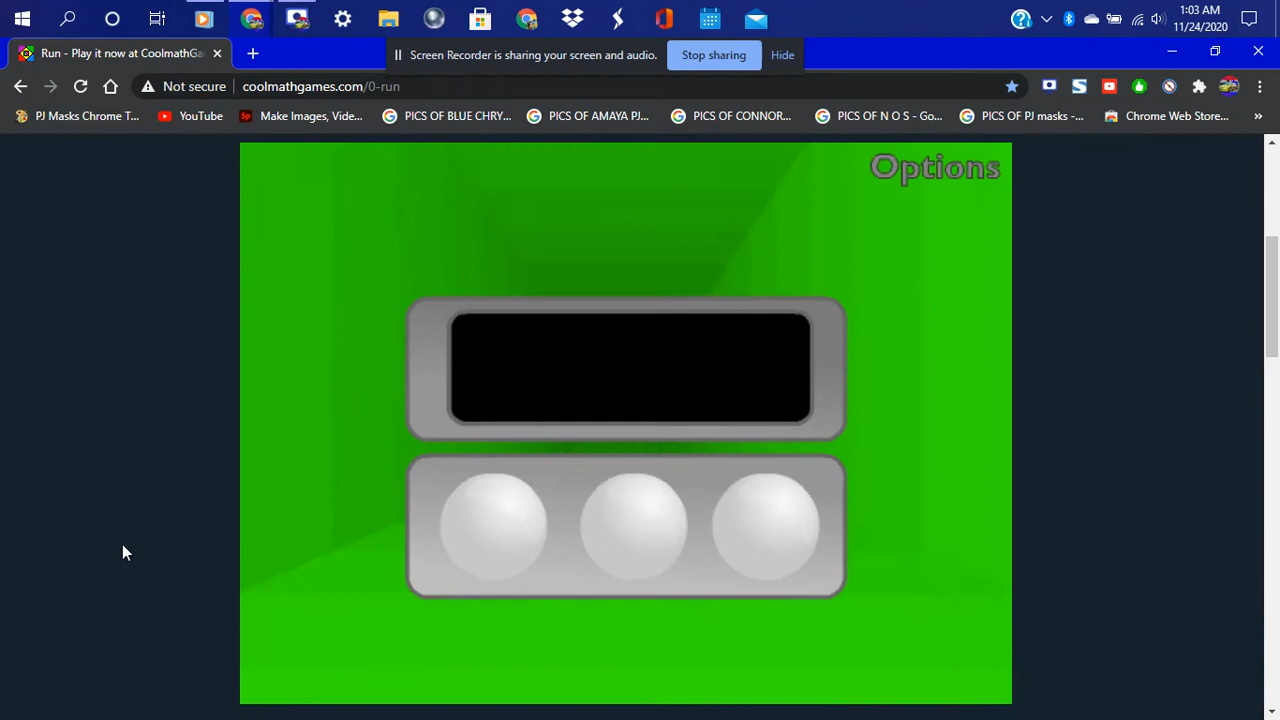 1:03 AM
11/24/2020
Run - Play it now at CoolmathGa
Screen Recorder is sharing your screen and audio.
Stop sharing
Hide
Not secure
coolmathgames.com/0-run
PJ Masks Chrome T...
YouTube
Make Images, Vide...
PICS OF BLUE CHRY...
PICS OF AMAYA PJ...
PICS OF CONNOR...
PICS OF N O S - Go...
PICS OF PJ masks - ...
Chrome Web Store...
Options